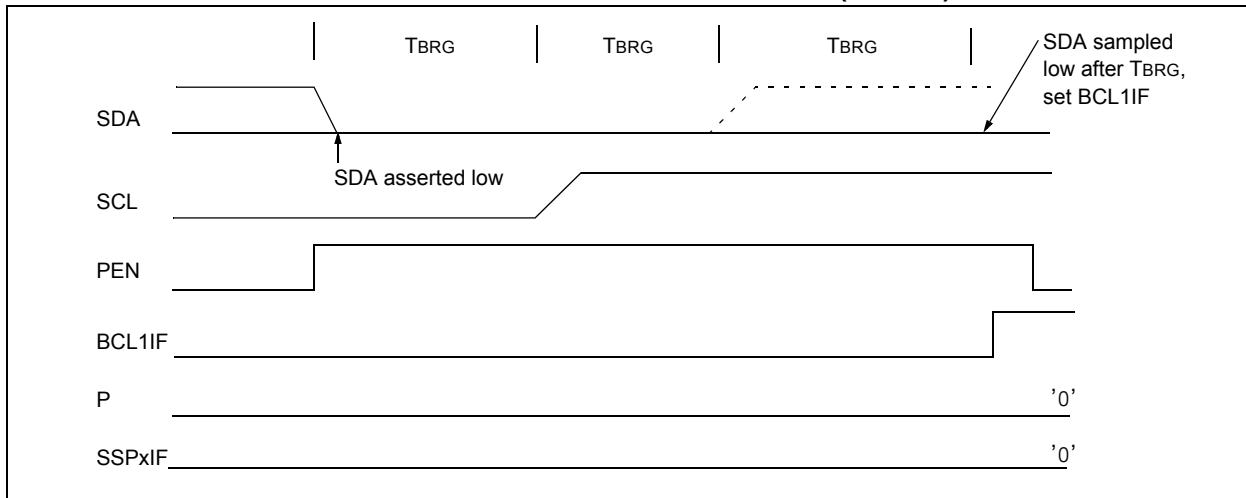 TBRG TBRG TBRG
SDA sampled
low after TBRG,
set BCL1IF
SDA
SDA asserted low
SCL
PEN
BCL1IF
P '0'
SSPxIF '0'